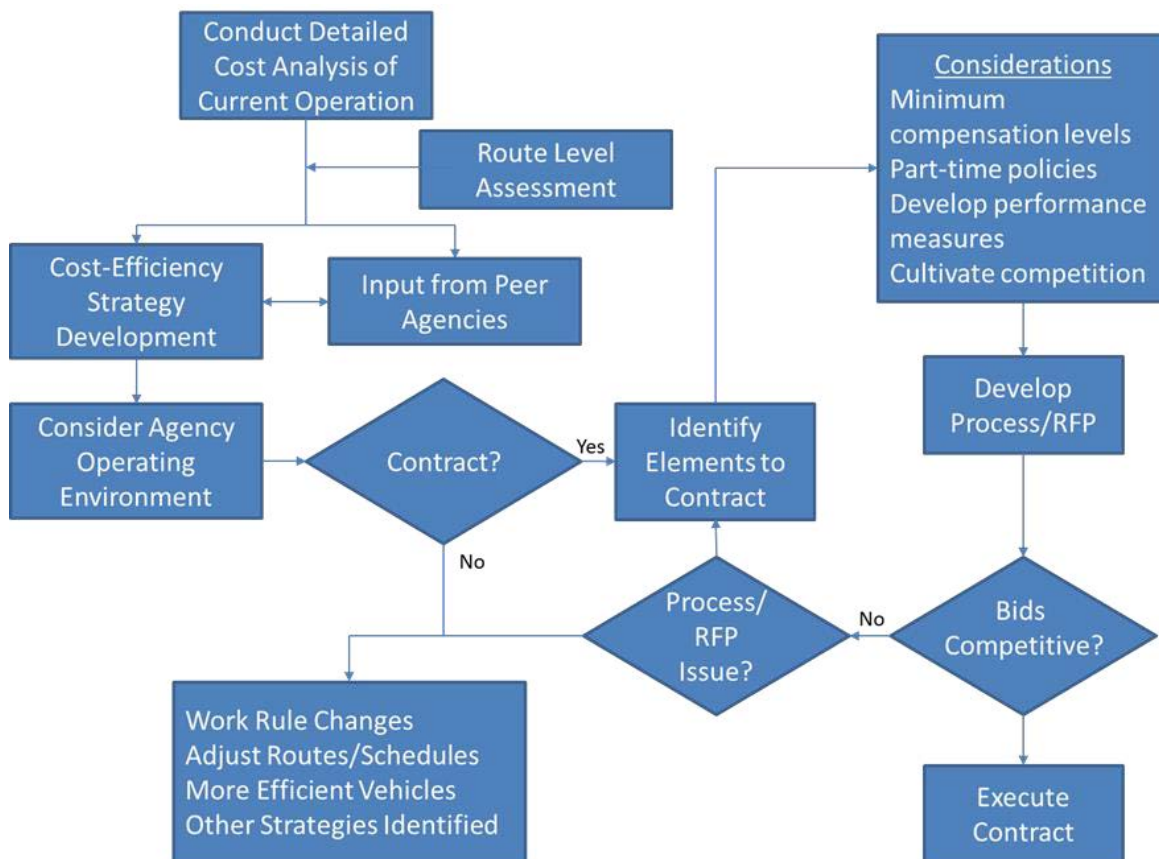 Conduct Detailed
Cost Analysis of
Current Operation
Route Level
Assessment
Cost-Efficiency
Strategy
Development
Input from Peer
Agencies
Consider Agency
Operating
Environment
Contract?
Yes
No
Identify
Elements to
Contract
Considerations
Minimum
compensation levels
Part-time policies
Develop performance
measures
Cultivate competition
Develop
Process/RFP
Bids
Competitive?
No
Process/
RFP
Issue?
Work Rule Changes
Adjust Routes/Schedules
More Efficient Vehicles
Other Strategies Identified
Execute
Contract